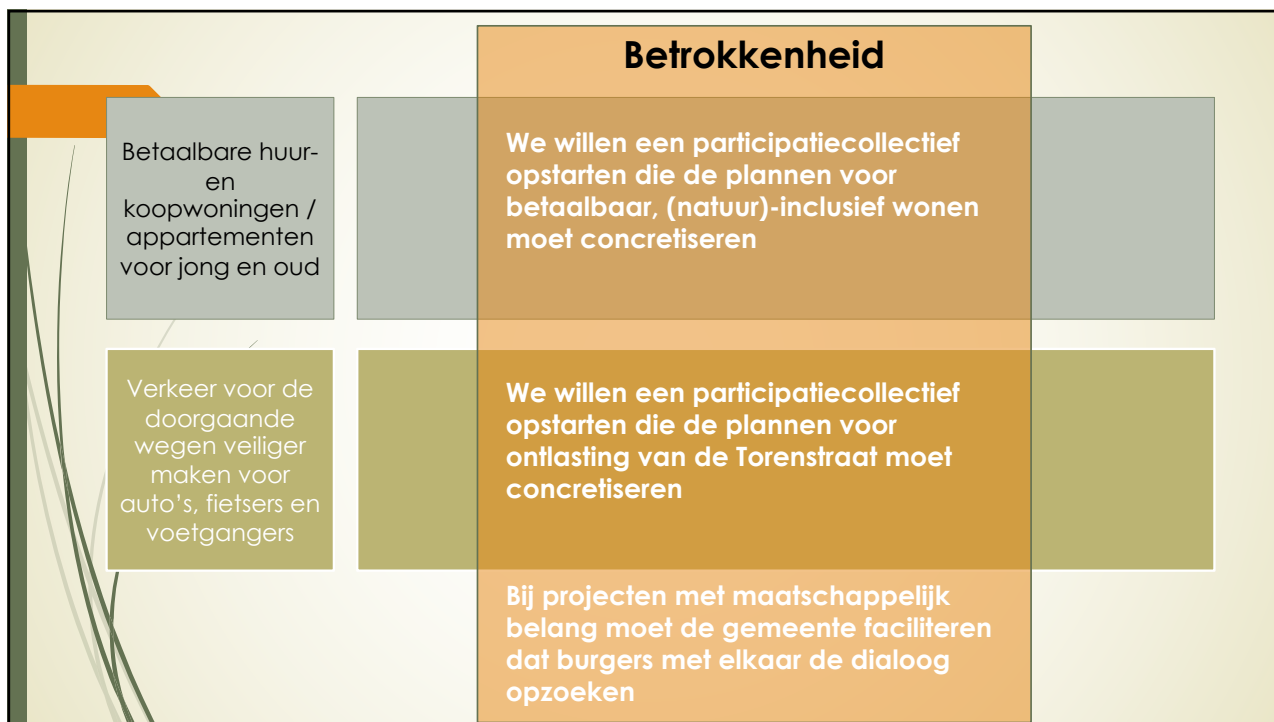 Betrokkenheid
Betaalbare huur-
en
koopwoningen /
appartementen
voor jong en oud
We willen een participatiecollectief
opstarten die de plannen voor
betaalbaar, (natuur)-inclusief wonen
moet concretiseren
Verkeer voor de
doorgaande
wegen veiliger
maken voor
auto’s, fietsers en
voetgangers
We willen een participatiecollectief
opstarten die de plannen voor
ontlasting van de Torenstraat moet
concretiseren
Bij projecten met maatschappelijk
belang moet de gemeente faciliteren
dat burgers met elkaar de dialoog
opzoeken